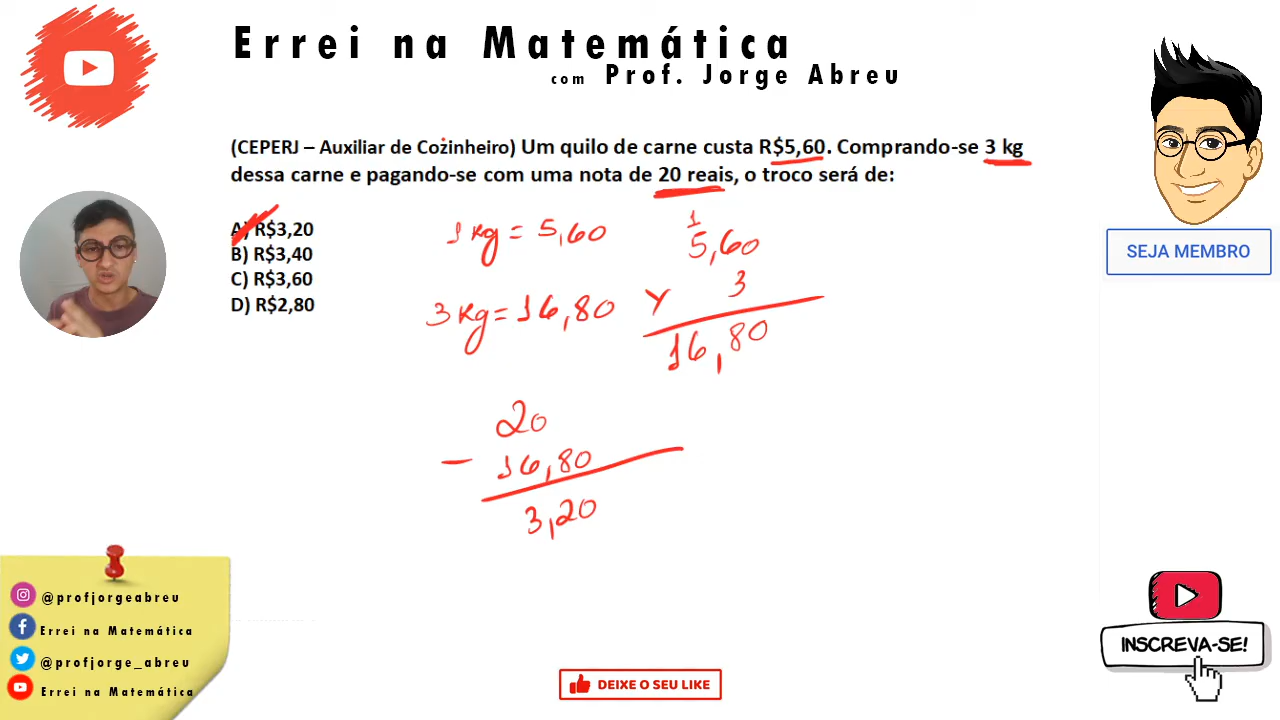 Errei na Matemática
com Prof. Jorge Abreu
(CEPERJ – Auxiliar de Cozinheiro) Um quilo de carne custa R$5,60. Comprando-se 3 kg
dessa carne e pagando-se com uma nota de 20 reais, o troco será de:
A) R$3,20
B) R$3,40
C) R$3,60
D) R$2,80
1 kg = 5,60
3 kg = 16,80
1
5,60
x 3
16,80
20
- 16,80
3,20
SEJA MEMBRO
@profjorgeabreu
Errei na Matemática
@profjorge_abreu
Errei na Matemática
DEIXE O SEU LIKE
INSCREVA-SE!